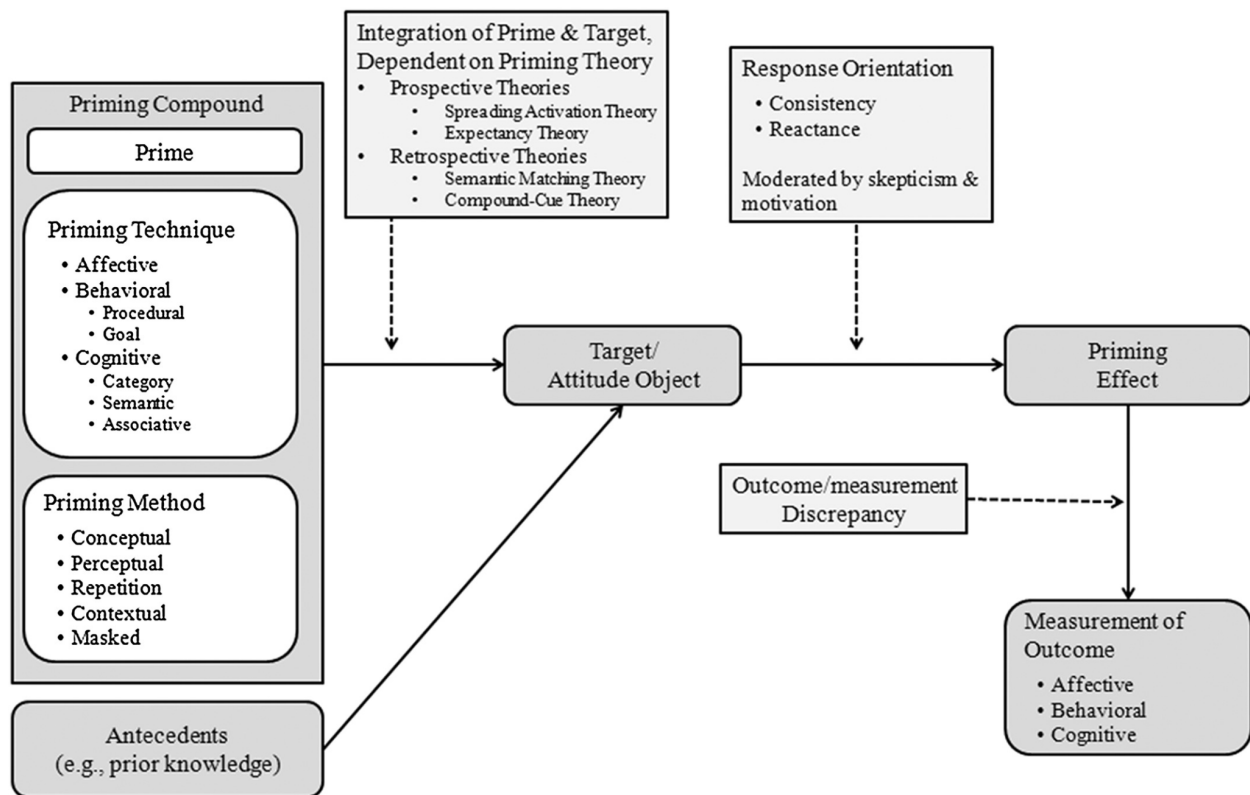 Priming Compound
Prime
Priming Technique
• Affective
• Behavioral
• Procedural
• Goal
• Cognitive
• Category
• Semantic
• Associative
Priming Method
• Conceptual
• Perceptual
• Repetition
• Contextual
• Masked
Antecedents
(e.g., prior knowledge)
Integration of Prime & Target,
Dependent on Priming Theory
• Prospective Theories
• Spreading Activation Theory
• Expectancy Theory
• Retrospective Theories
• Semantic Matching Theory
• Compound-Cue Theory
Target/
Attitude Object
Response Orientation
• Consistency
• Reactance
Moderated by skepticism &
motivation
Priming
Effect
Outcome/measurement
Discrepancy
Measurement of
Outcome
• Affective
• Behavioral
• Cognitive